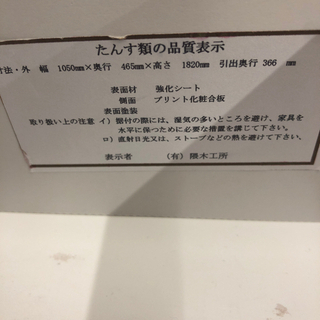 たんす類の品質表示
寸法・外 幅 1050mm×奥行 465mm×高さ 1820mm 引出奥行 366 mm
表面材 強化シート
側面 プリント化粧合板
表面塗装
取り扱い上の注意 イ）据付の際には、湿気の多いところを避け、家具を
水平に保つために必要な措置を講じて下さい。
ロ）直射日光又は、ストーブなどの熱を避けて下さい。
表示者 （有）隆木工所